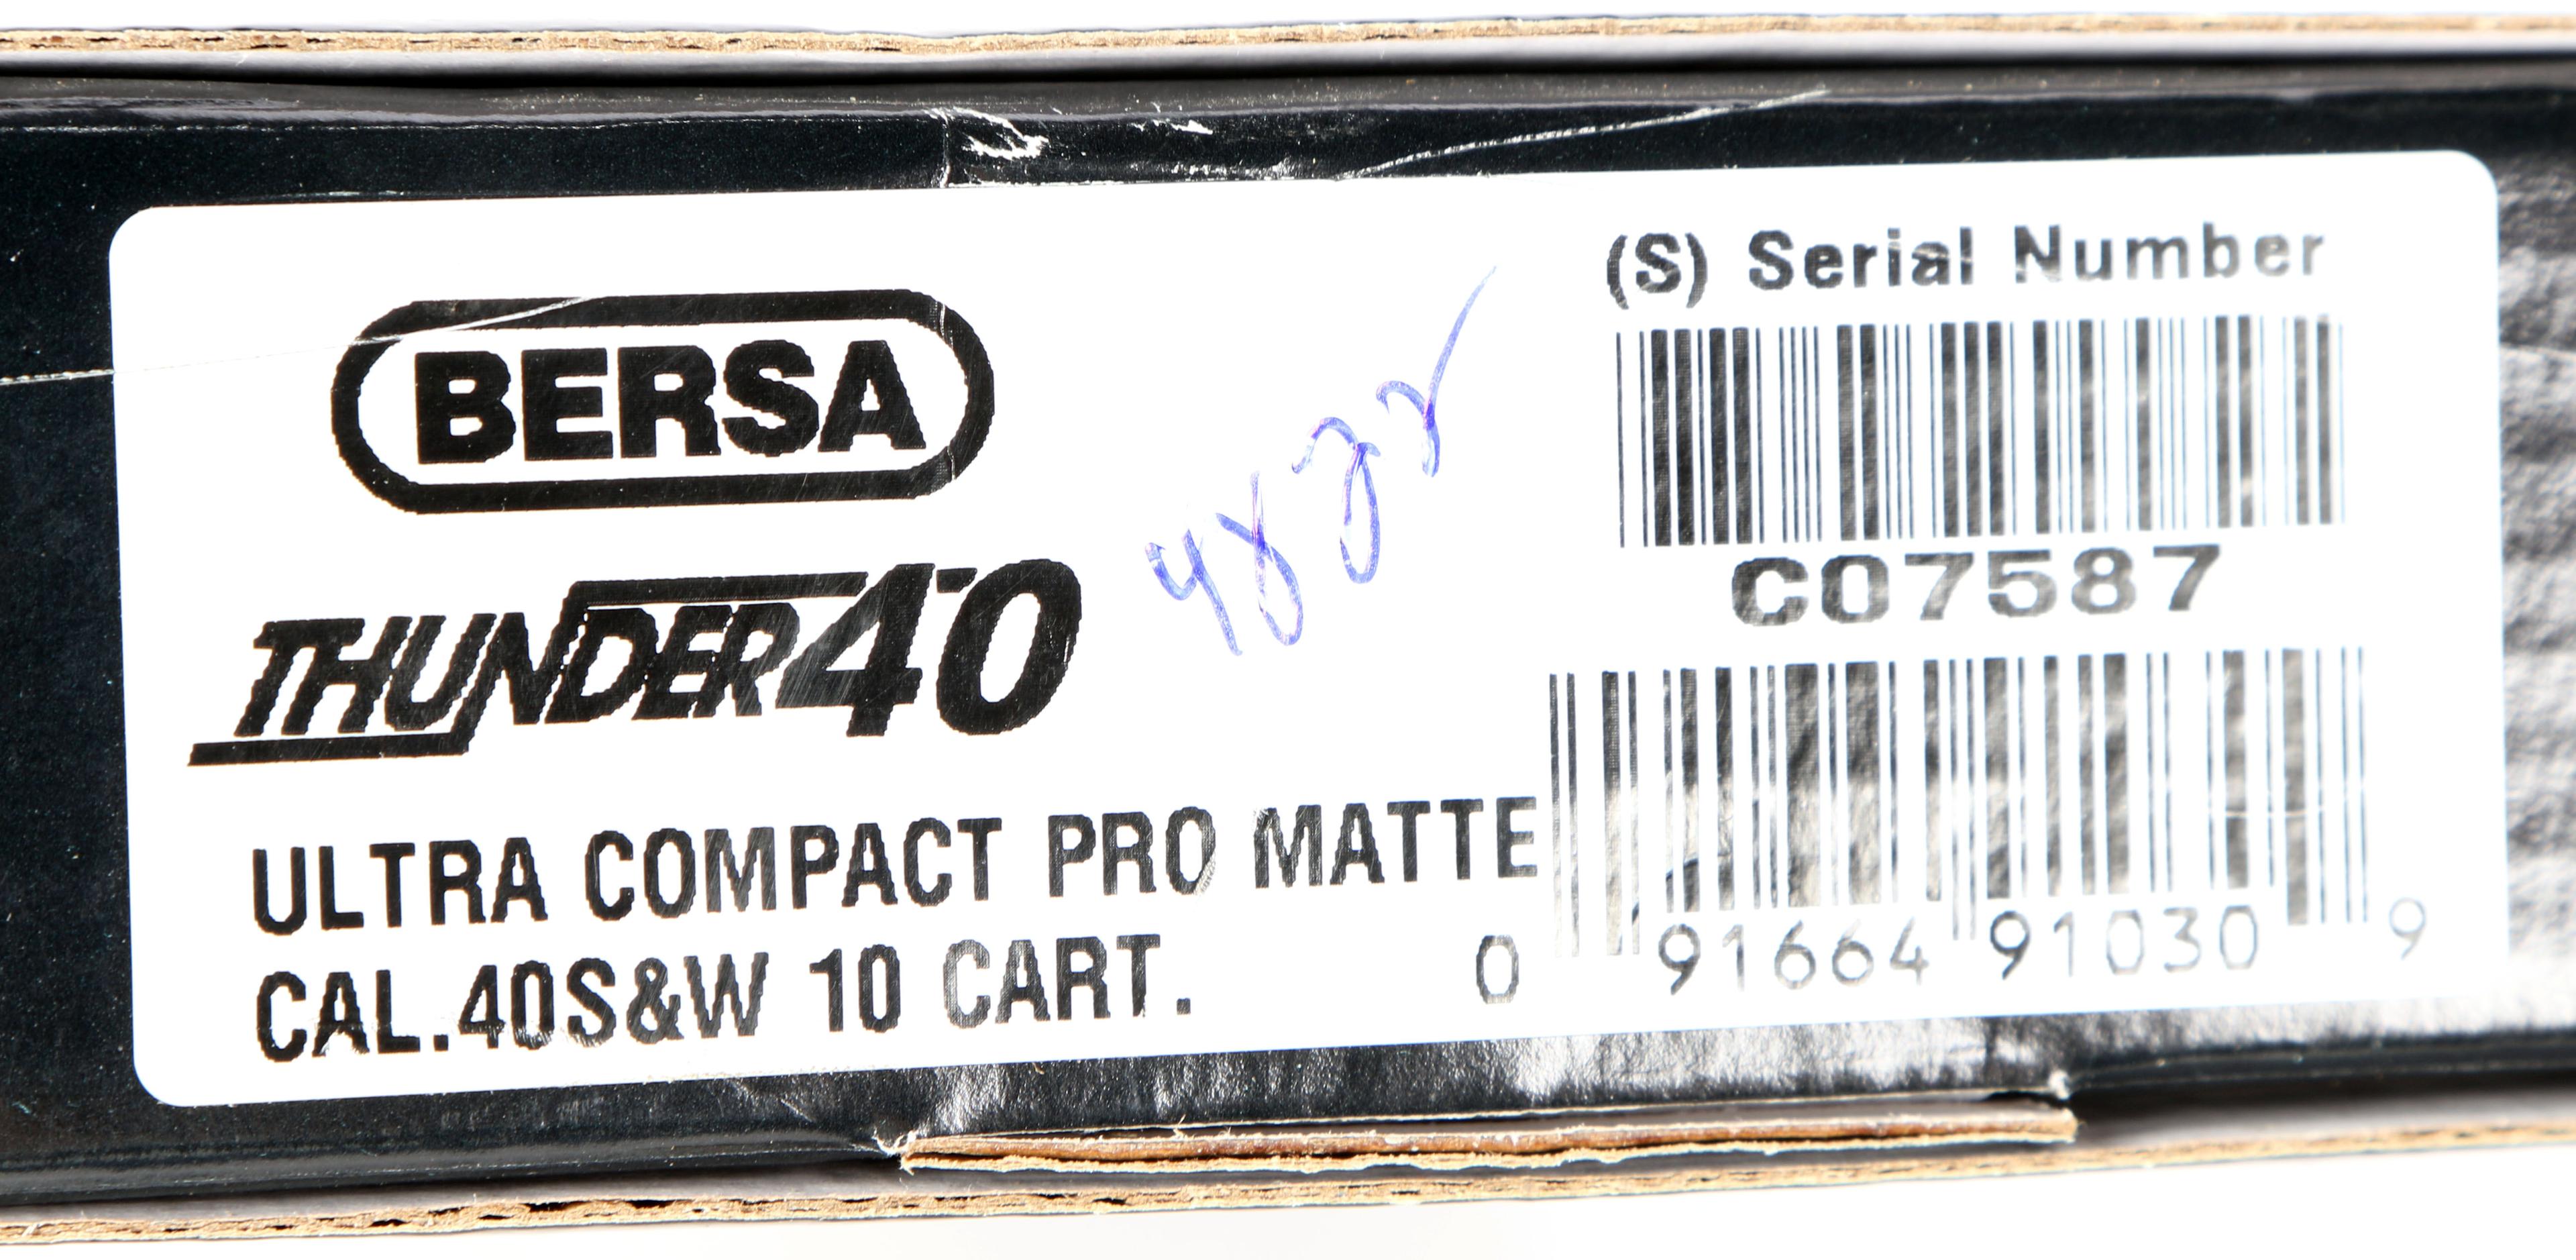 BERSA
THUNDER 40
ULTRA COMPACT PRO MATTE
CAL.40S&W 10 CART.
(S) Serial Number
C07587
0 91664 91030 9